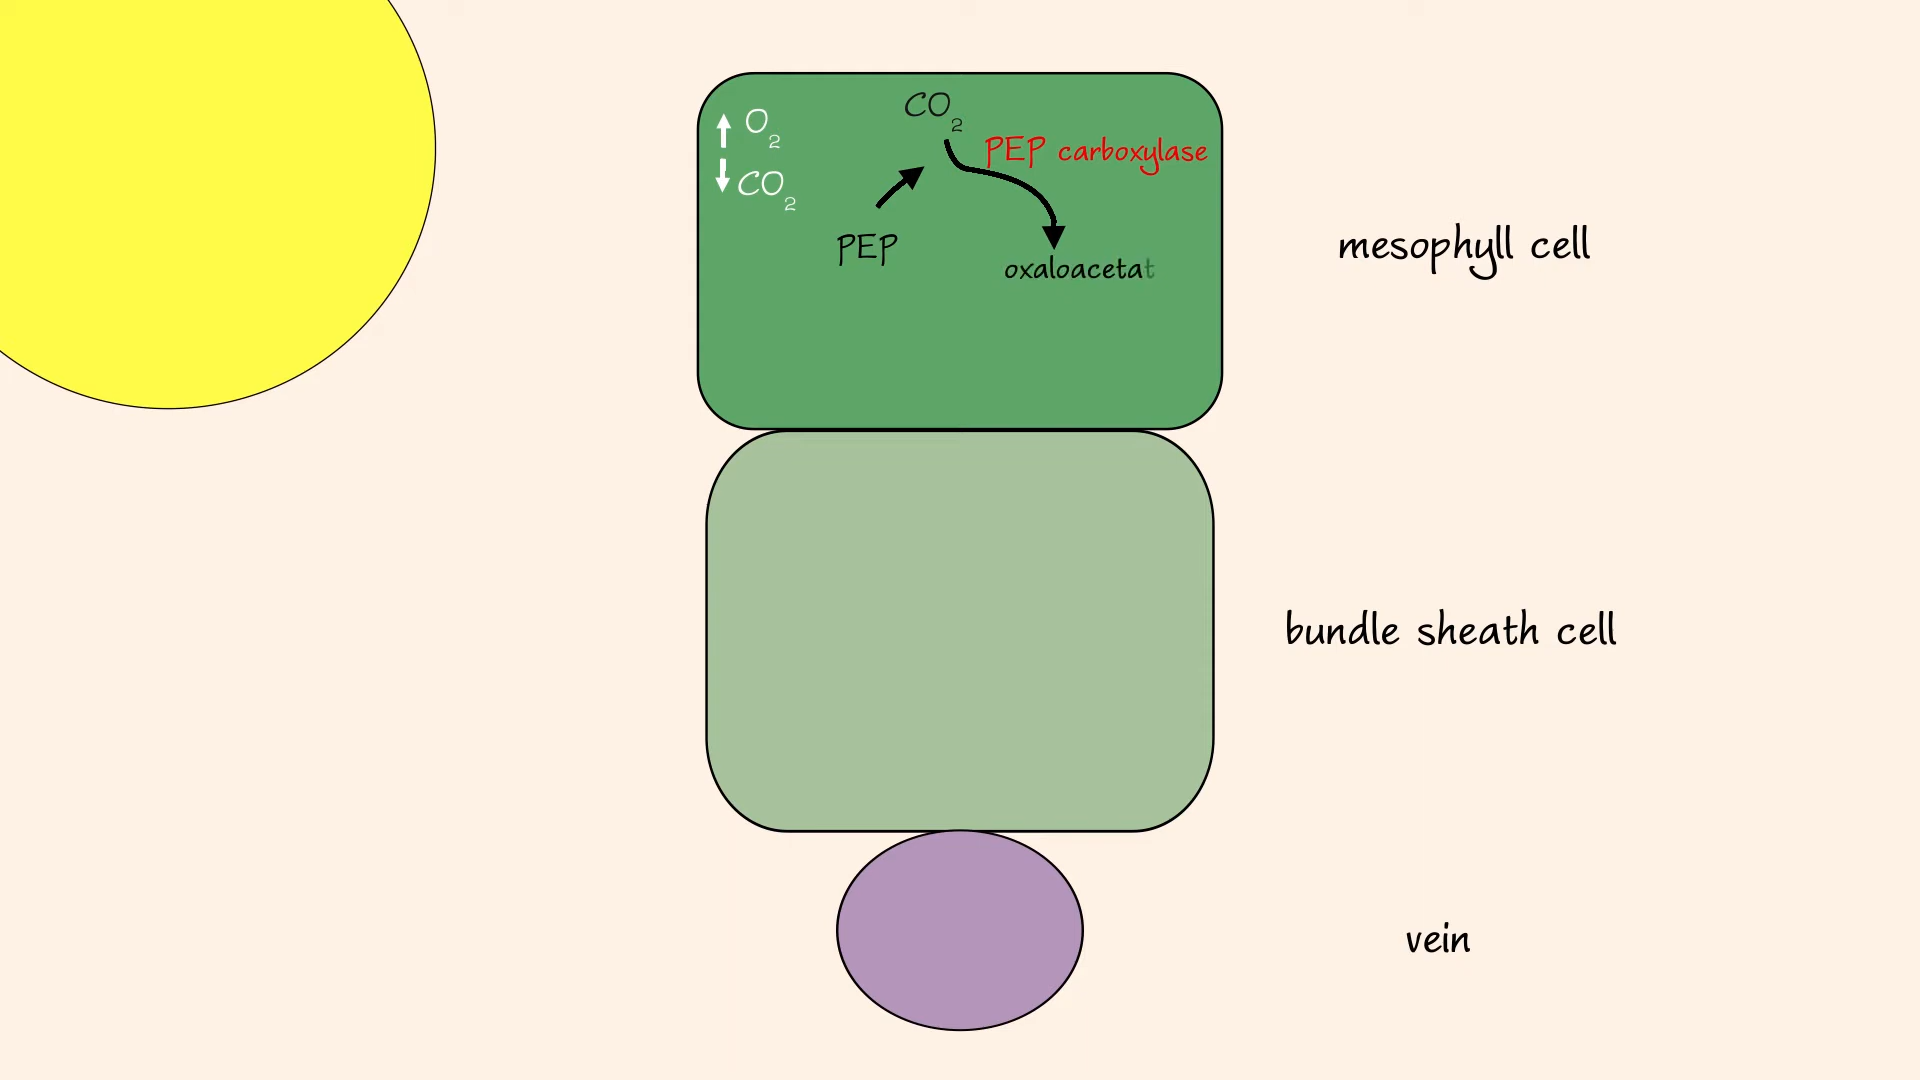 O₂
CO₂
CO₂
PEP carboxylase
PEP
oxaloacetat
mesophyll cell
bundle sheath cell
vein